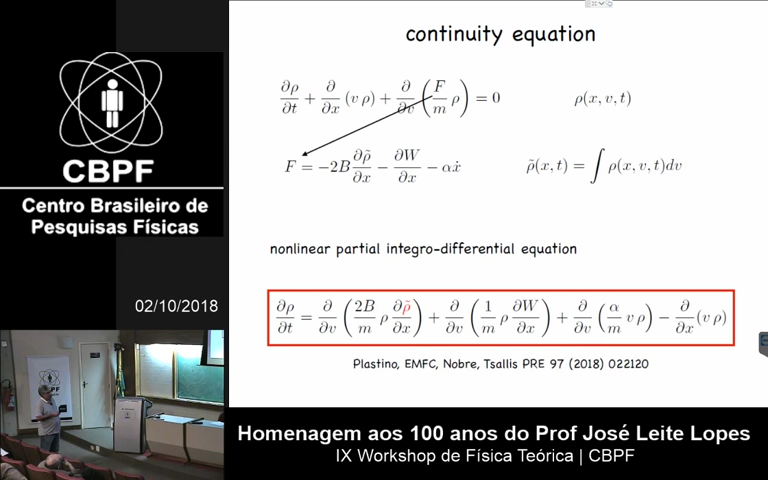 continuity equation
∂ρ/∂t + ∂/∂x (v ρ) + ∂/∂v (F/m ρ) = 0    ρ(x, v, t)
F = −2B ∂ρ̃/∂x − ∂W/∂x − αẋ    ρ̃(x, t) = ∫ ρ(x, v, t)dv
nonlinear partial integro-differential equation
∂ρ/∂t = ∂/∂v (2B/m ρ ∂ρ̃/∂x) + ∂/∂v (1/m ρ ∂W/∂x) + ∂/∂v (α/m v ρ) − ∂/∂x (v ρ)
Plastino, EMFC, Nobre, Tsallis PRE 97 (2018) 022120
CBPF
Centro Brasileiro de
Pesquisas Físicas
02/10/2018
Homenagem aos 100 anos do Prof José Leite Lopes
IX Workshop de Física Teórica | CBPF